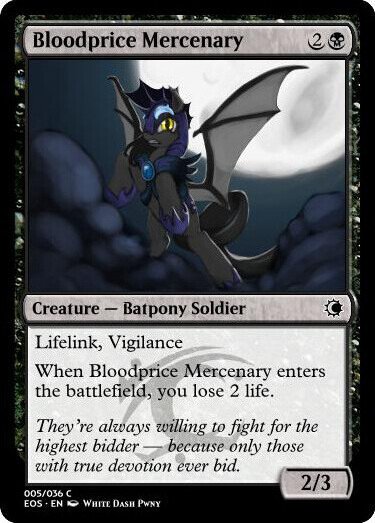 Bloodprice Mercenary 2
Creature — Batpony Soldier
Lifelink, Vigilance
When Bloodprice Mercenary enters
the battlefield, you lose 2 life.
They're always willing to fight for the
highest bidder — because only those
with true devotion ever bid.
2/3
005/036 C
EOS • EN White Dash Pwny